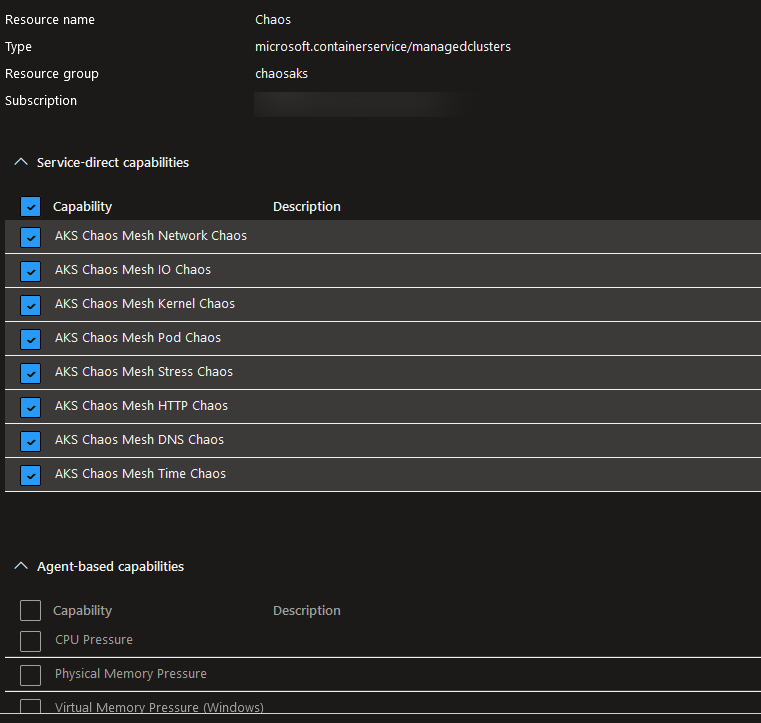 Resource name Chaos
Type microsoft.containerservice/managedclusters
Resource group chaosaks
Subscription
Service-direct capabilities
Capability Description
AKS Chaos Mesh Network Chaos
AKS Chaos Mesh IO Chaos
AKS Chaos Mesh Kernel Chaos
AKS Chaos Mesh Pod Chaos
AKS Chaos Mesh Stress Chaos
AKS Chaos Mesh HTTP Chaos
AKS Chaos Mesh DNS Chaos
AKS Chaos Mesh Time Chaos
Agent-based capabilities
Capability Description
CPU Pressure
Physical Memory Pressure
Virtual Memory Pressure (Windows)